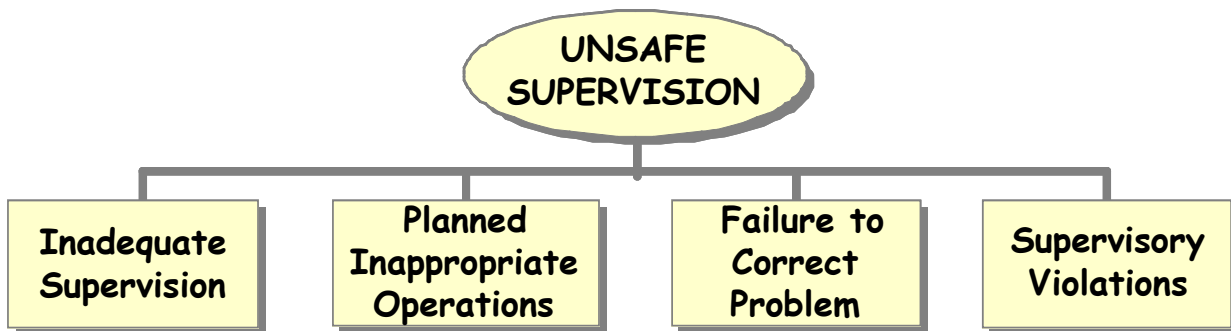 UNSAFE
SUPERVISION
Inadequate
Supervision
Planned
Inappropriate
Operations
Failure to
Correct
Problem
Supervisory
Violations